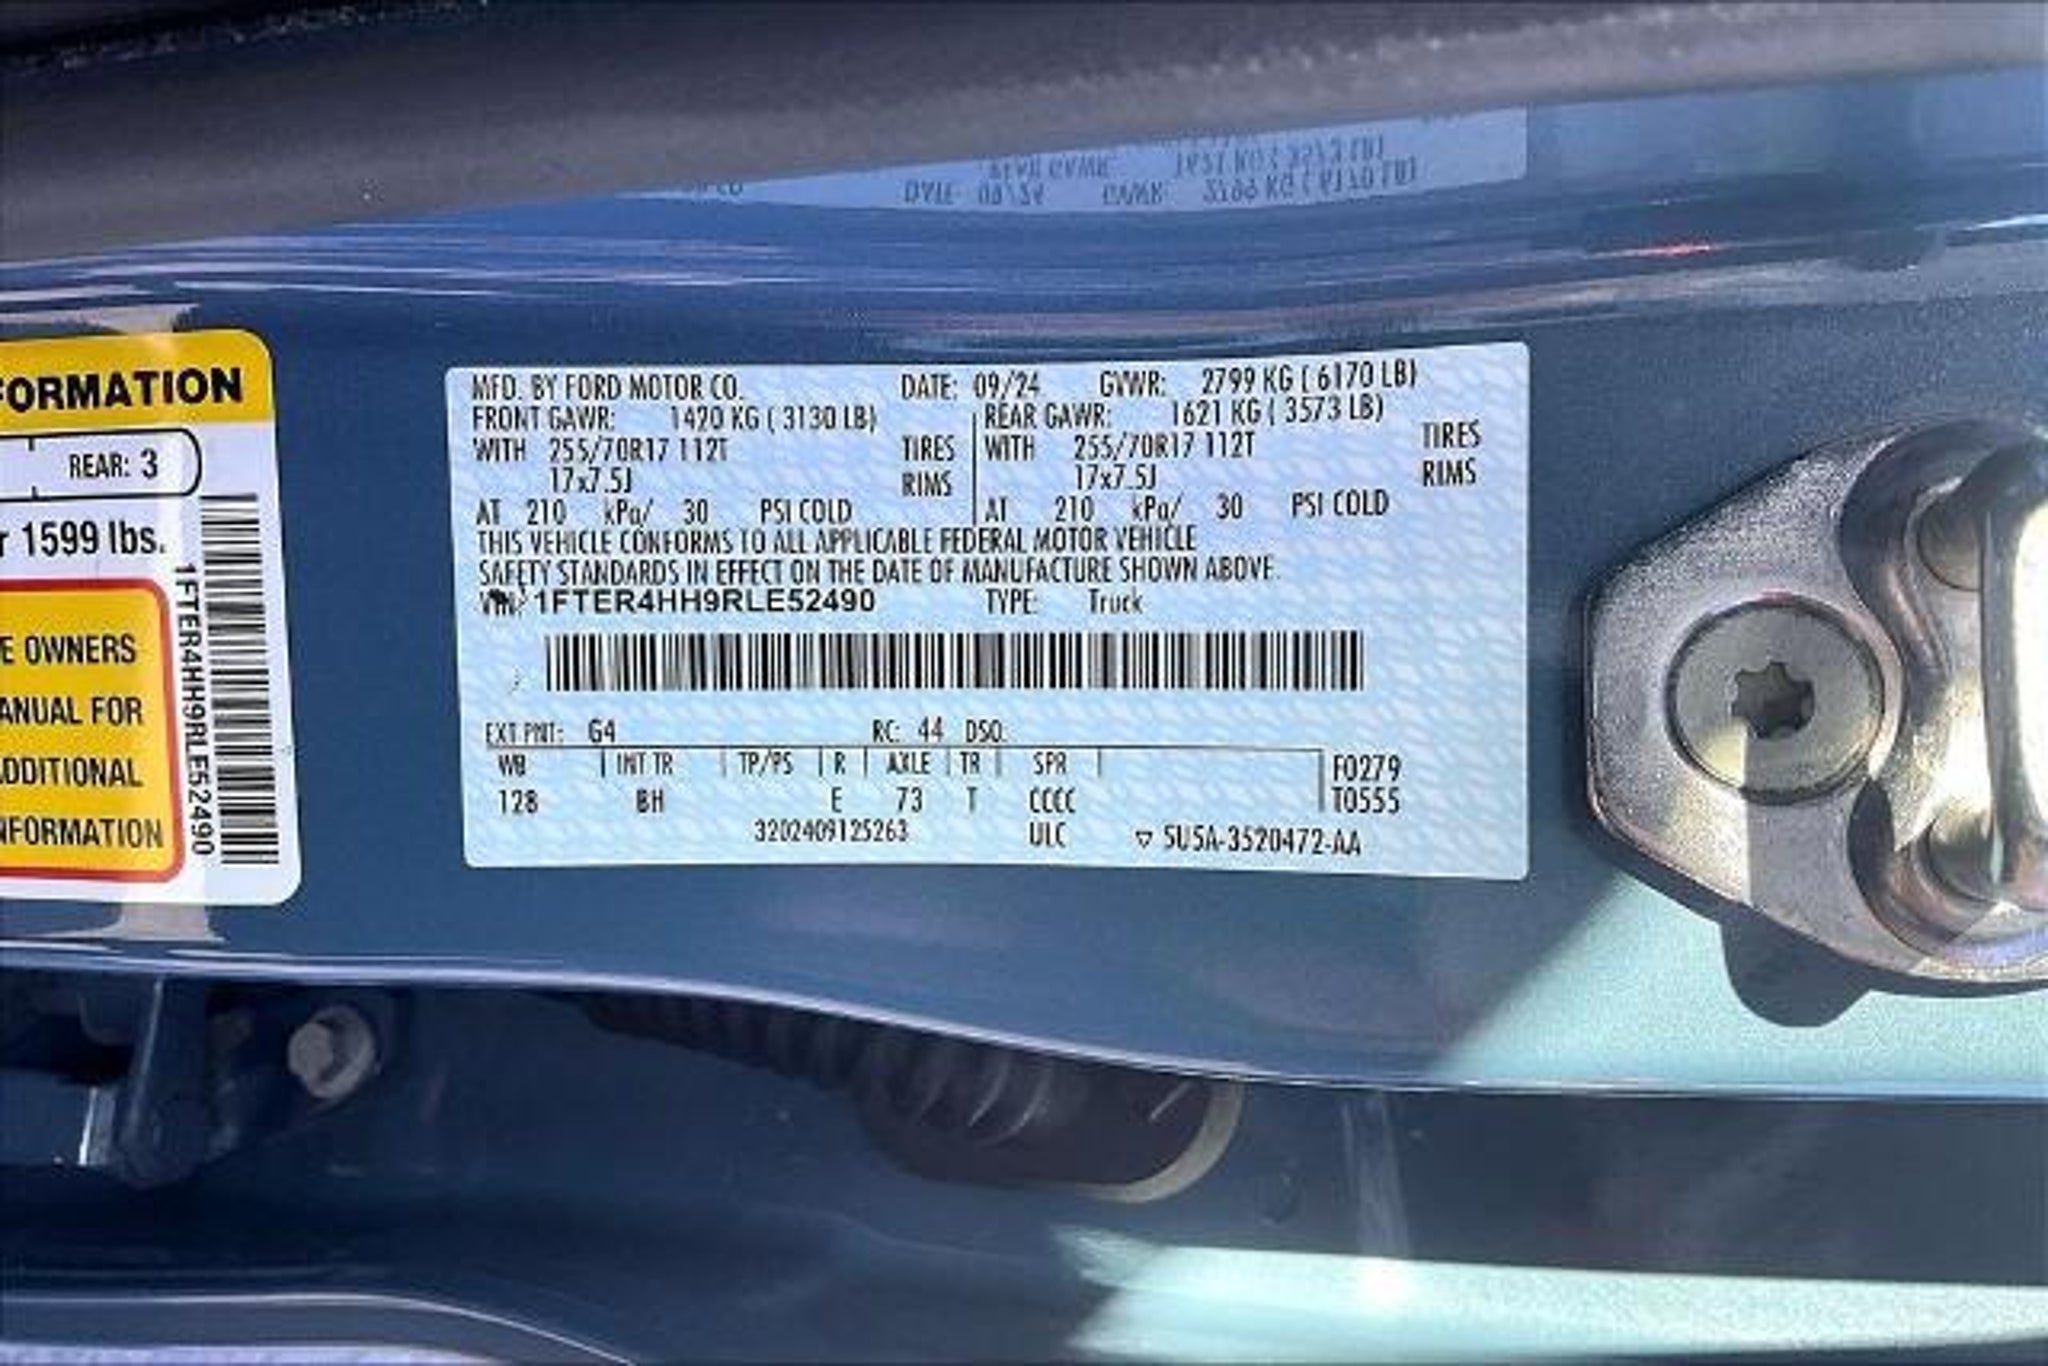 FORMATION
REAR: 3
r 1599 lbs.
E OWNERS
ANUAL FOR
ADDITIONAL
NFORMATION
1FTER4HH9RLE52490
MFD. BY FORD MOTOR CO. DATE: 09/24 GVWR: 2799 KG ( 6170 LB)
FRONT GAWR: 1420 KG ( 3130 LB) REAR GAWR: 1621 KG ( 3573 LB)
WITH 255/70R17 112T TIRES WITH 255/70R17 112T TIRES
17x7.5J RIMS 17x7.5J RIMS
AT 210 kPa/ 30 PSI COLD AT 210 kPa/ 30 PSI COLD
THIS VEHICLE CONFORMS TO ALL APPLICABLE FEDERAL MOTOR VEHICLE
SAFETY STANDARDS IN EFFECT ON THE DATE OF MANUFACTURE SHOWN ABOVE.
VIN: 1FTER4HH9RLE52490 TYPE: Truck
EXT PNT: G4 RC: 44 DSO:
WB INT TR TP/PS R AXLE TR SPR F0279
128 BH E 73 T CCCC T0555
3202409125263 ULC ▽ 5U5A-3520472-AA